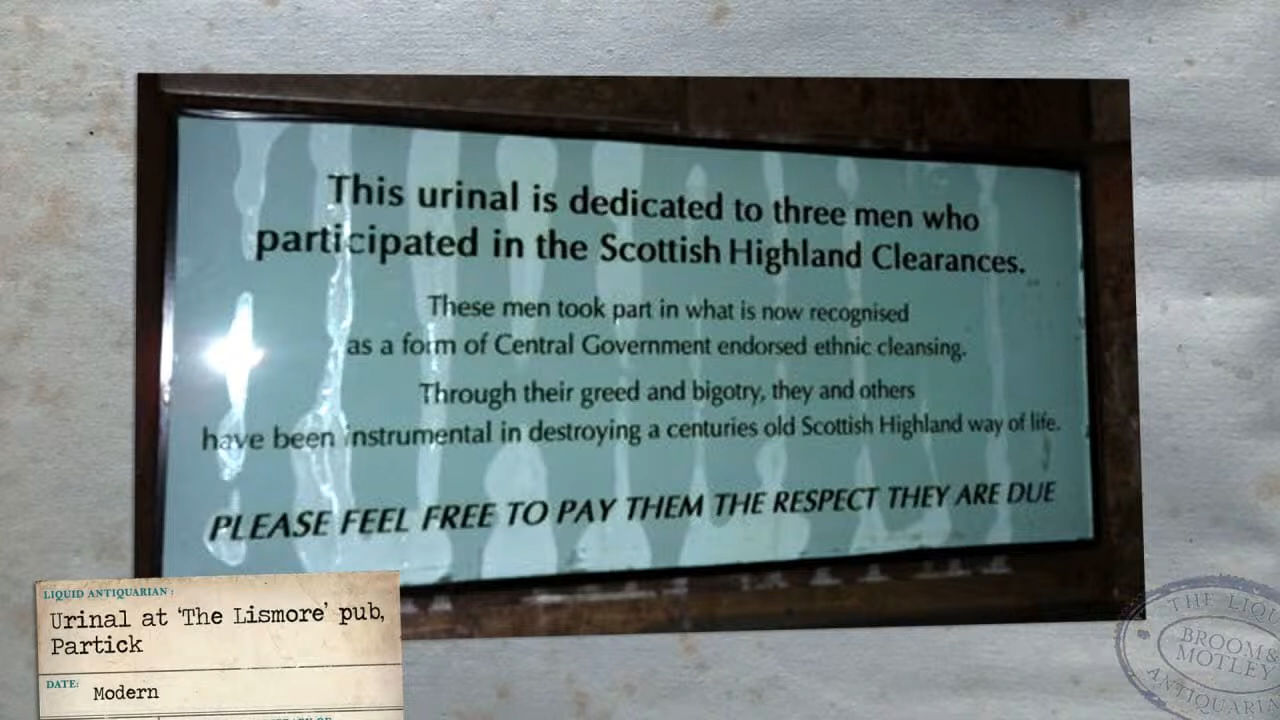 This urinal is dedicated to three men who
participated in the Scottish Highland Clearances.
These men took part in what is now recognised
as a form of Central Government endorsed ethnic cleansing.
Through their greed and bigotry, they and others
have been instrumental in destroying a centuries old Scottish Highland way of life.
PLEASE FEEL FREE TO PAY THEM THE RESPECT THEY ARE DUE
LIQUID ANTIQUARIAN :
Urinal at ‘The Lismore’ pub,
Partick
DATE: Modern
THE LIQU
BROOM &
MOTLEY
ANTIQUARIA